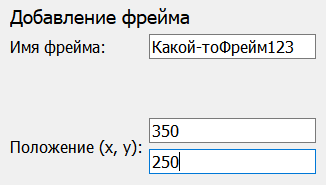 Добавление фрейма
Имя фрейма: Какой-тоФрейм123
350
Положение (x, y):
250